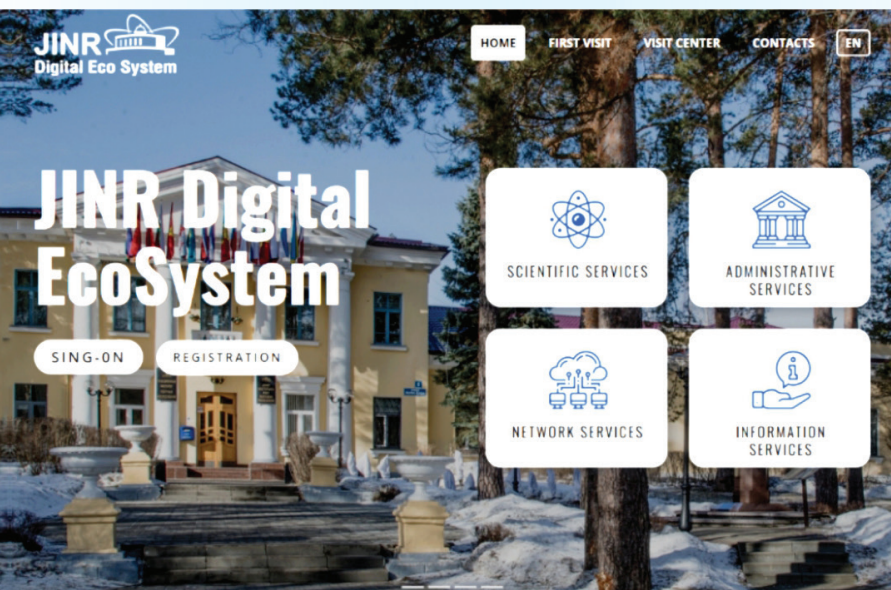 JINR
Digital Eco System
HOME
FIRST VISIT
VISIT CENTER
CONTACTS
EN
JINR Digital
EcoSystem
SING-0N
REGISTRATION
SCIENTIFIC SERVICES
ADMINISTRATIVE
SERVICES
NETWORK SERVICES
INFORMATION
SERVICES